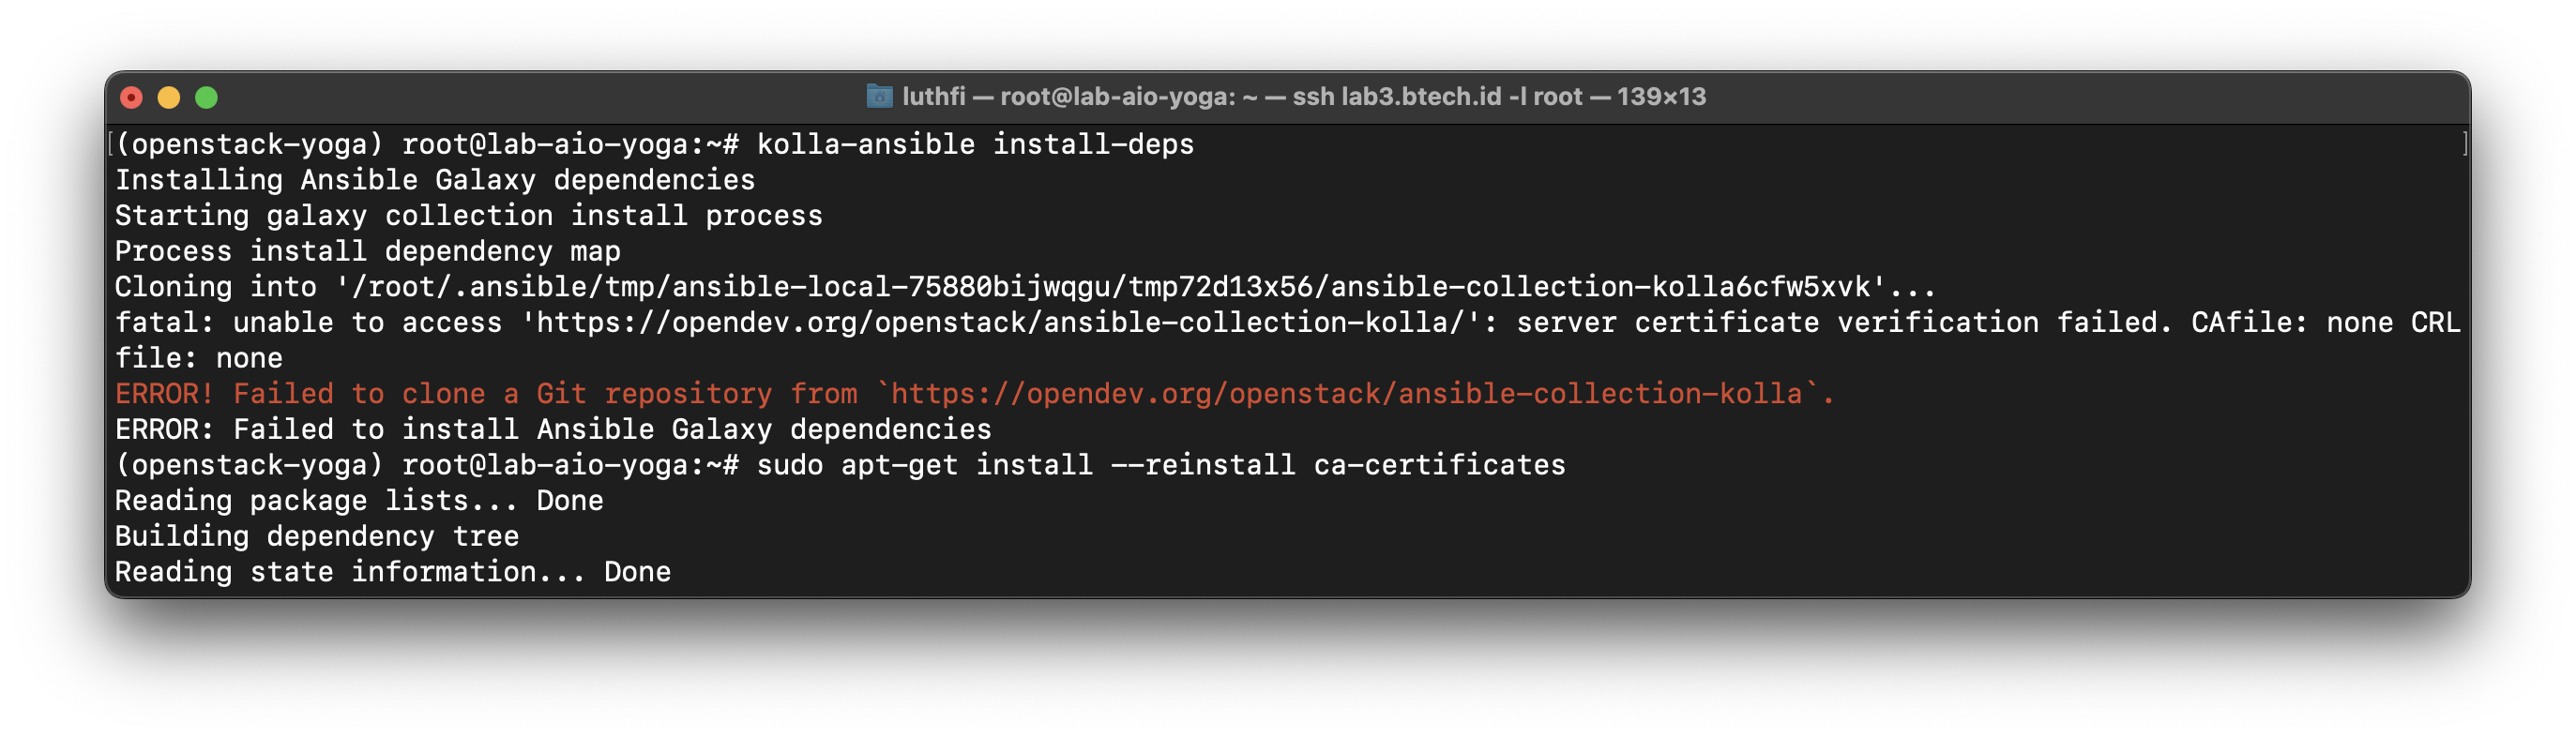 luthfi — root@lab-aio-yoga: ~ — ssh lab3.btech.id -l root — 139×13
[(openstack-yoga) root@lab-aio-yoga:~# kolla-ansible install-deps ]
Installing Ansible Galaxy dependencies
Starting galaxy collection install process
Process install dependency map
Cloning into '/root/.ansible/tmp/ansible-local-75880bijwqgu/tmp72d13x56/ansible-collection-kolla6cfw5xvk'...
fatal: unable to access 'https://opendev.org/openstack/ansible-collection-kolla/': server certificate verification failed. CAfile: none CRL
file: none
ERROR! Failed to clone a Git repository from `https://opendev.org/openstack/ansible-collection-kolla`.
ERROR: Failed to install Ansible Galaxy dependencies
(openstack-yoga) root@lab-aio-yoga:~# sudo apt-get install --reinstall ca-certificates
Reading package lists... Done
Building dependency tree
Reading state information... Done